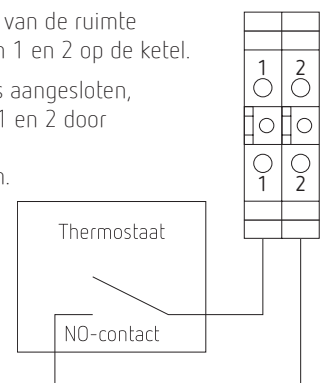 van de ruimte
1 en 2 op de ketel.
aangesloten,
1 en 2 door
1 2
1 2
Thermostaat
NO-contact